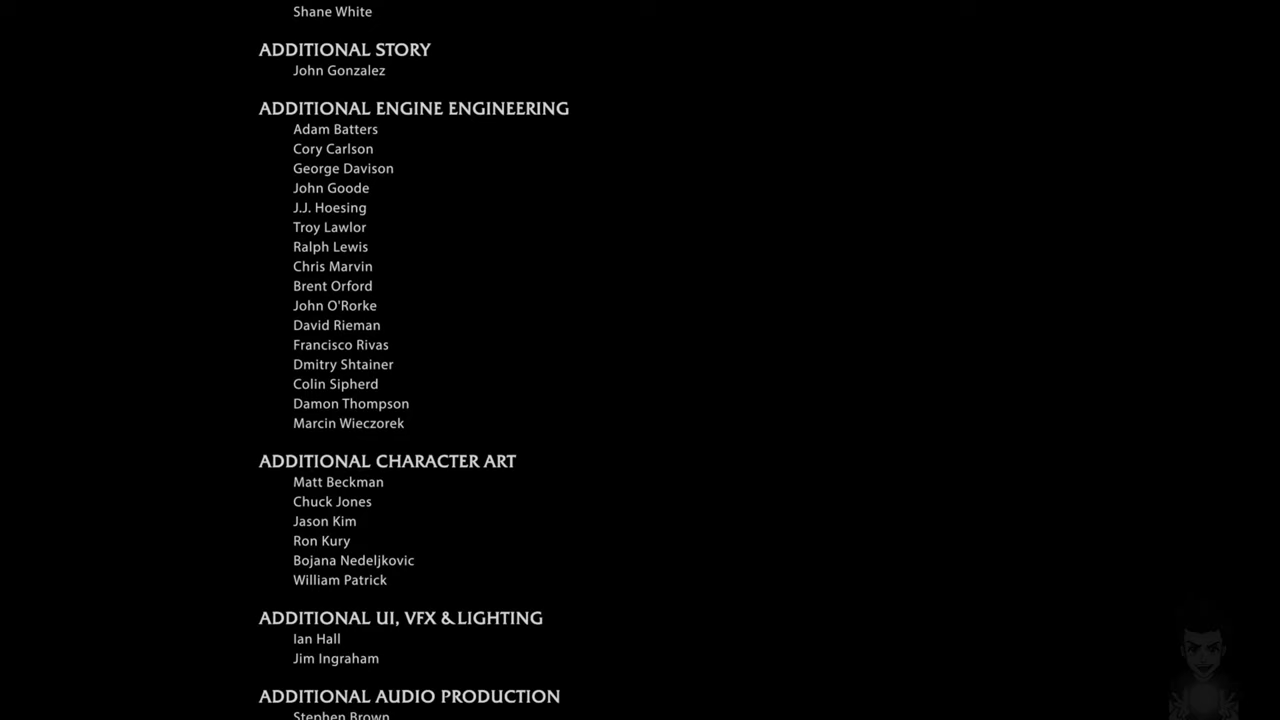 Shane White
ADDITIONAL STORY
John Gonzalez
ADDITIONAL ENGINE ENGINEERING
Adam Batters
Cory Carlson
George Davison
John Goode
J.J. Hoesing
Troy Lawlor
Ralph Lewis
Chris Marvin
Brent Orford
John O'Rorke
David Rieman
Francisco Rivas
Dmitry Shtainer
Colin Sipherd
Damon Thompson
Marcin Wieczorek
ADDITIONAL CHARACTER ART
Matt Beckman
Chuck Jones
Jason Kim
Ron Kury
Bojana Nedeljkovic
William Patrick
ADDITIONAL UI, VFX & LIGHTING
Ian Hall
Jim Ingraham
ADDITIONAL AUDIO PRODUCTION
Stephen Brown